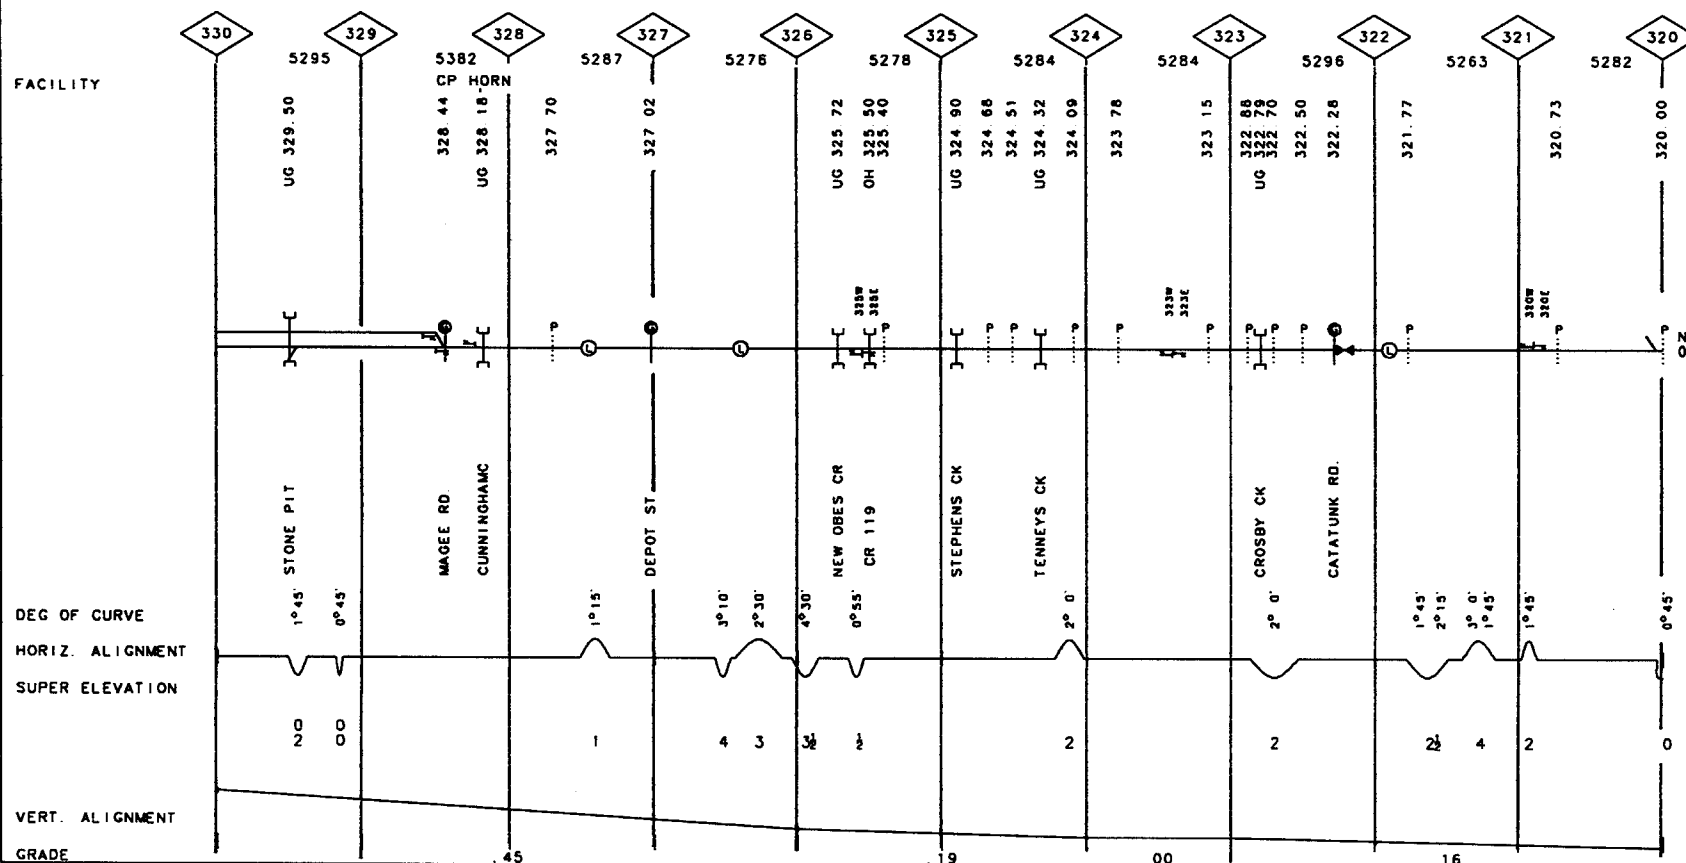 330 329 328 327 326 325 324 323 322 321 320
5295 5382 5287 5276 5278 5284 5284 5296 5263 5282
FACILITY
CP HORN
UG 329.50
328.44
UG 328.18
327 70
327 02
UG 325 72
OH 325 50
325.40
UG 324 90
324.68
324 51
UG 324.32
324 09
323 78
323 15
322 88
UG 322.79
322 70
322.50
322.28
321.77
320.73
320 00
325W
325E
323W
323E
320W
320E
P P P P P P P P P P P P P
G G G
L L L
N
0
STONE PIT
MAGEE RD.
CUNNINGHAMC
DEPOT ST
NEW OBES CR
CR 119
STEPHENS CK
TENNEYS CK
CROSBY CK
CATATUNK RD.
DEG OF CURVE
1°45' 0°45' 1°15' 3°10' 2°30' 4°30' 0°55' 2° 0' 2° 0' 1°45' 2°15' 3° 0' 1°45' 1°45' 0°45'
HORIZ. ALIGNMENT
SUPER ELEVATION
0 0
2 0 1 4 3 3½ ½ 2 2 2½ 4 2 0
VERT. ALIGNMENT
GRADE
.45 .19 00 .16